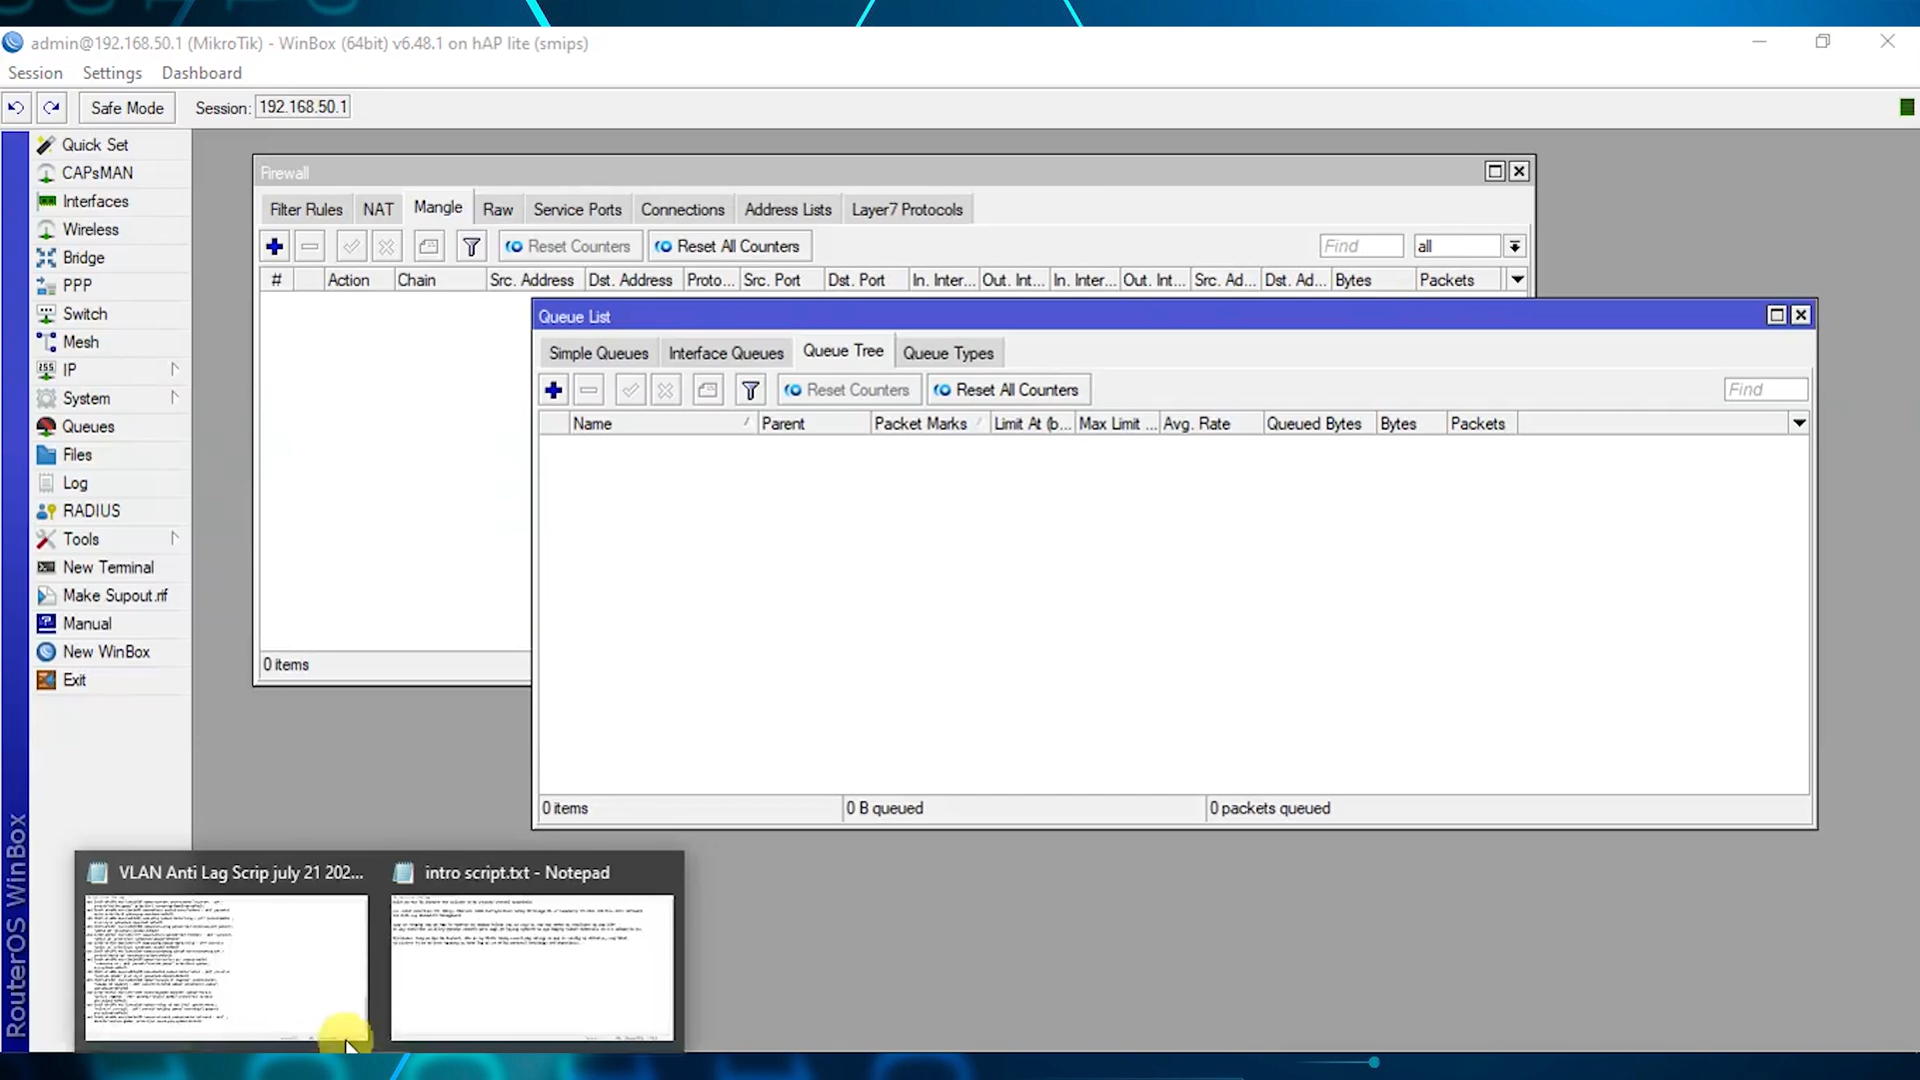 admin@192.168.50.1 (MikroTik) - WinBox (64bit) v6.48.1 on hAP lite (smips)
Session Settings Dashboard
Safe Mode Session: 192.168.50.1
Quick Set
CAPsMAN
Interfaces
Wireless
Bridge
PPP
Switch
Mesh
IP
System
Queues
Files
Log
RADIUS
Tools
New Terminal
Make Supout.rif
Manual
New WinBox
Exit
RouterOS WinBox
Firewall
Filter Rules NAT Mangle Raw Service Ports Connections Address Lists Layer7 Protocols
Reset Counters Reset All Counters Find all
# Action Chain Src. Address Dst. Address Proto... Src. Port Dst. Port In. Inter... Out. Int... In. Inter... Out. Int... Src. Ad... Dst. Ad... Bytes Packets
0 items
Queue List
Simple Queues Interface Queues Queue Tree Queue Types
Reset Counters Reset All Counters Find
Name Parent Packet Marks Limit At (b... Max Limit ... Avg. Rate Queued Bytes Bytes Packets
0 items 0 B queued 0 packets queued
VLAN Anti Lag Scrip july 21 202... intro script.txt - Notepad